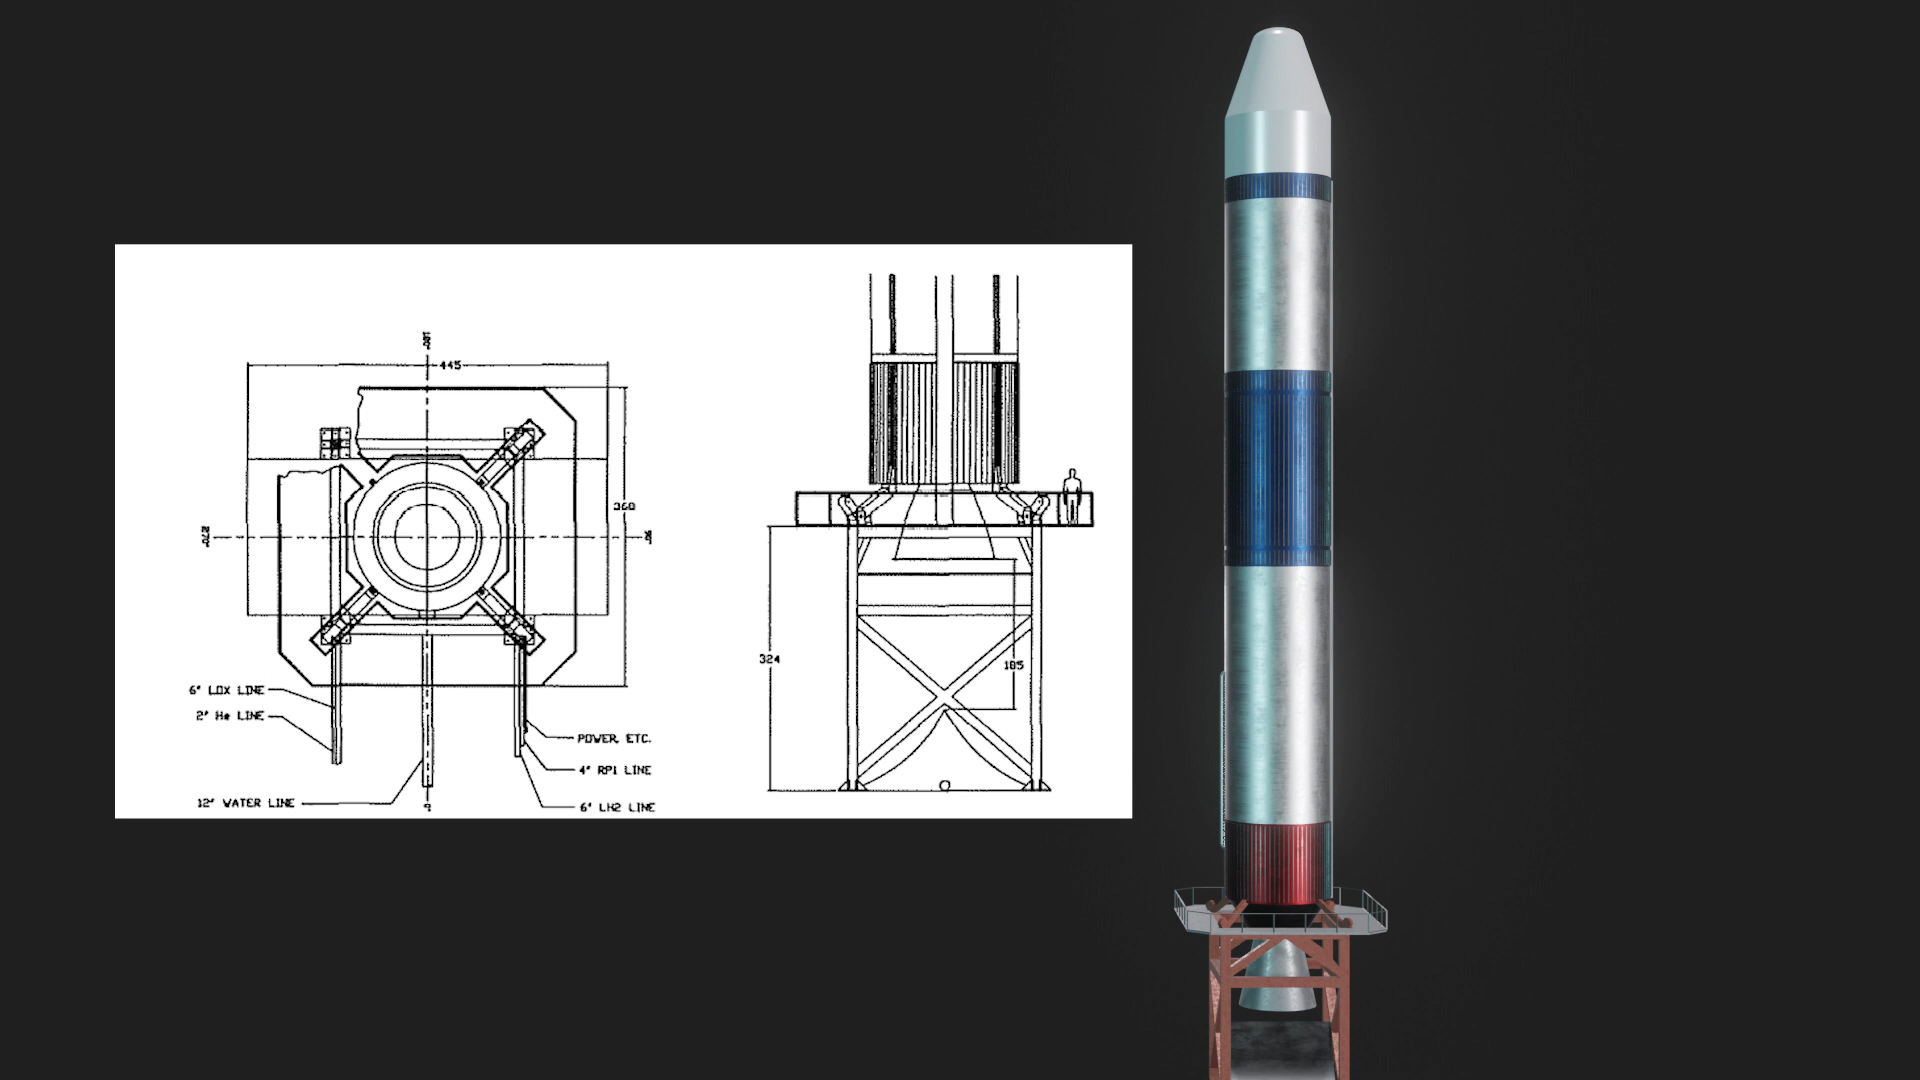 180°
445
360
270°
90°
6" LOX LINE
2" He LINE
12" WATER LINE
0
POWER, ETC.
4" RP1 LINE
6" LH2 LINE
324
185